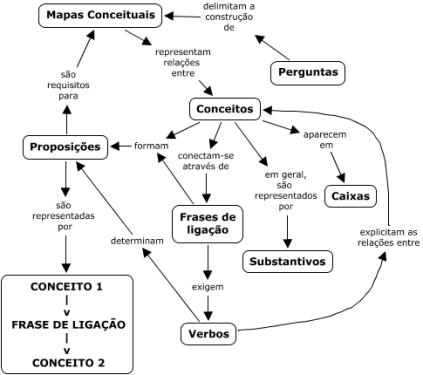 delimitam a
construção
de
Mapas Conceituais
representam
relações
entre
Perguntas
são
requisitos
para
Conceitos
aparecem
em
Proposições
formam
conectam-se
através de
em geral,
são
representados
por
Caixas
são
representadas
por
Frases de
ligação
determinam
explicitam as
relações entre
Substantivos
exigem
CONCEITO 1
|
v
FRASE DE LIGAÇÃO
|
v
CONCEITO 2
Verbos